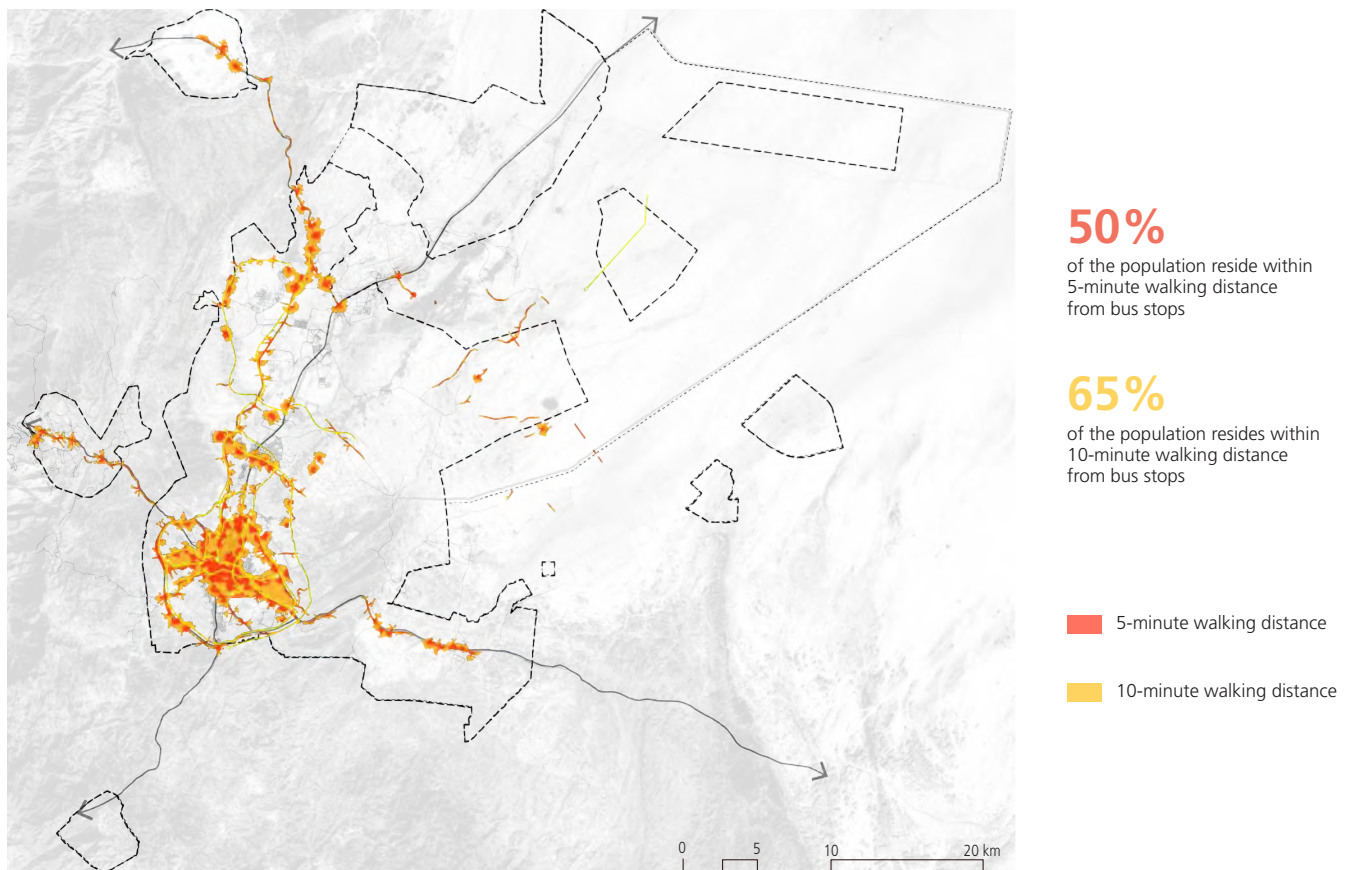 50%
of the population reside within
5-minute walking distance
from bus stops
65%
of the population resides within
10-minute walking distance
from bus stops
5-minute walking distance
10-minute walking distance
0 5 10 20 km